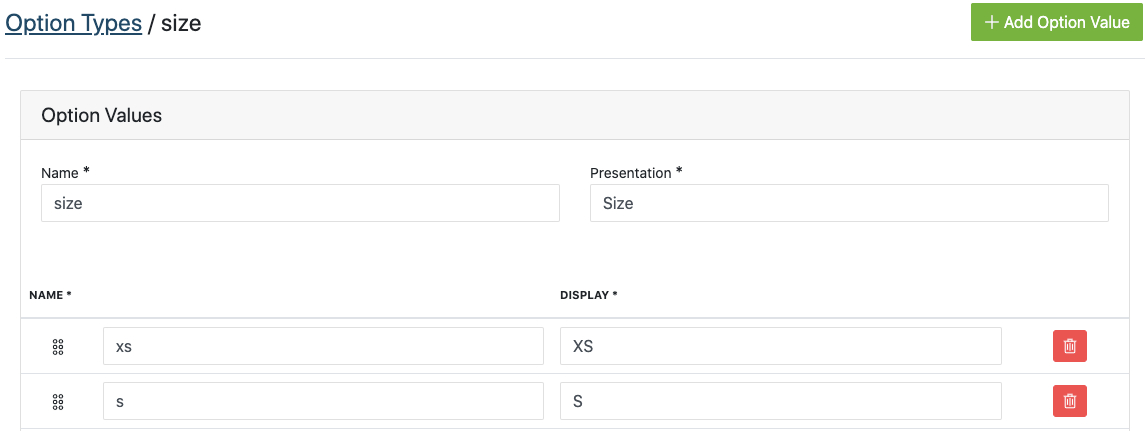 Option Types / size
+ Add Option Value
Option Values
Name * Presentation *
size Size
NAME * DISPLAY *
xs XS
s S